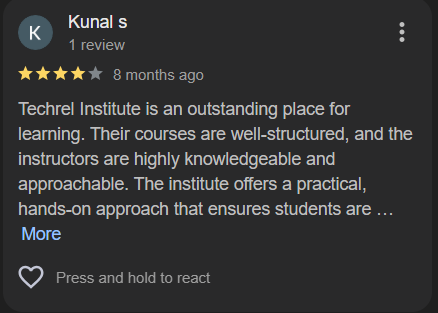 K
Kunal s
1 review
8 months ago
Techrel Institute is an outstanding place for
learning. Their courses are well-structured, and the
instructors are highly knowledgeable and
approachable. The institute offers a practical,
hands-on approach that ensures students are …
More
Press and hold to react